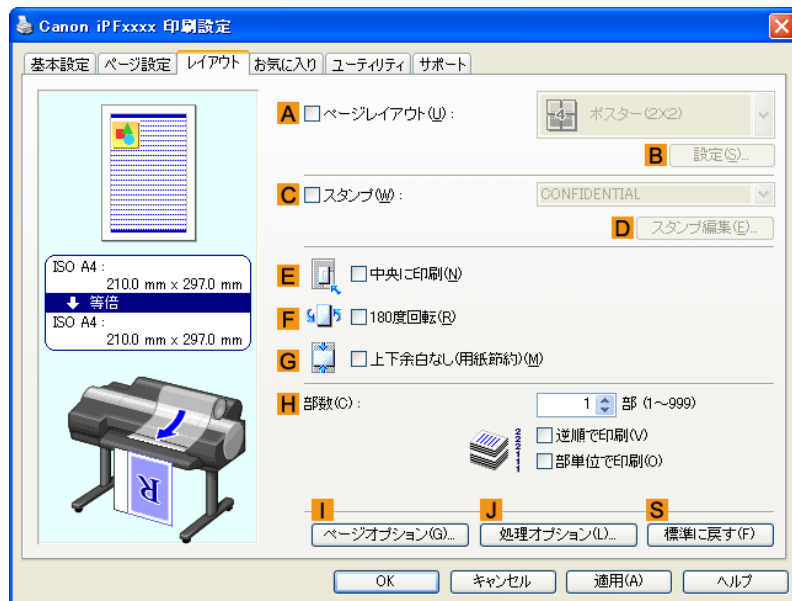 Canon iPFxxxx 印刷設定
基本設定 ページ設定 レイアウト お気に入り ユーティリティ サポート
A ページレイアウト(U) : 4 ポスター(2X2)
B 設定(S)...
C スタンプ(W) : CONFIDENTIAL
D スタンプ編集(E)...
ISO A4 :
210.0 mm x 297.0 mm
等倍
ISO A4 :
210.0 mm x 297.0 mm
R
E 中央に印刷(N)
F 180度回転(R)
G 上下余白なし(用紙節約)(M)
H 部数(C) : 1 部 (1～999)
222111
逆順で印刷(V)
部単位で印刷(O)
I J S
ページオプション(G)... 処理オプション(L)... 標準に戻す(F)
OK キャンセル 適用(A) ヘルプ